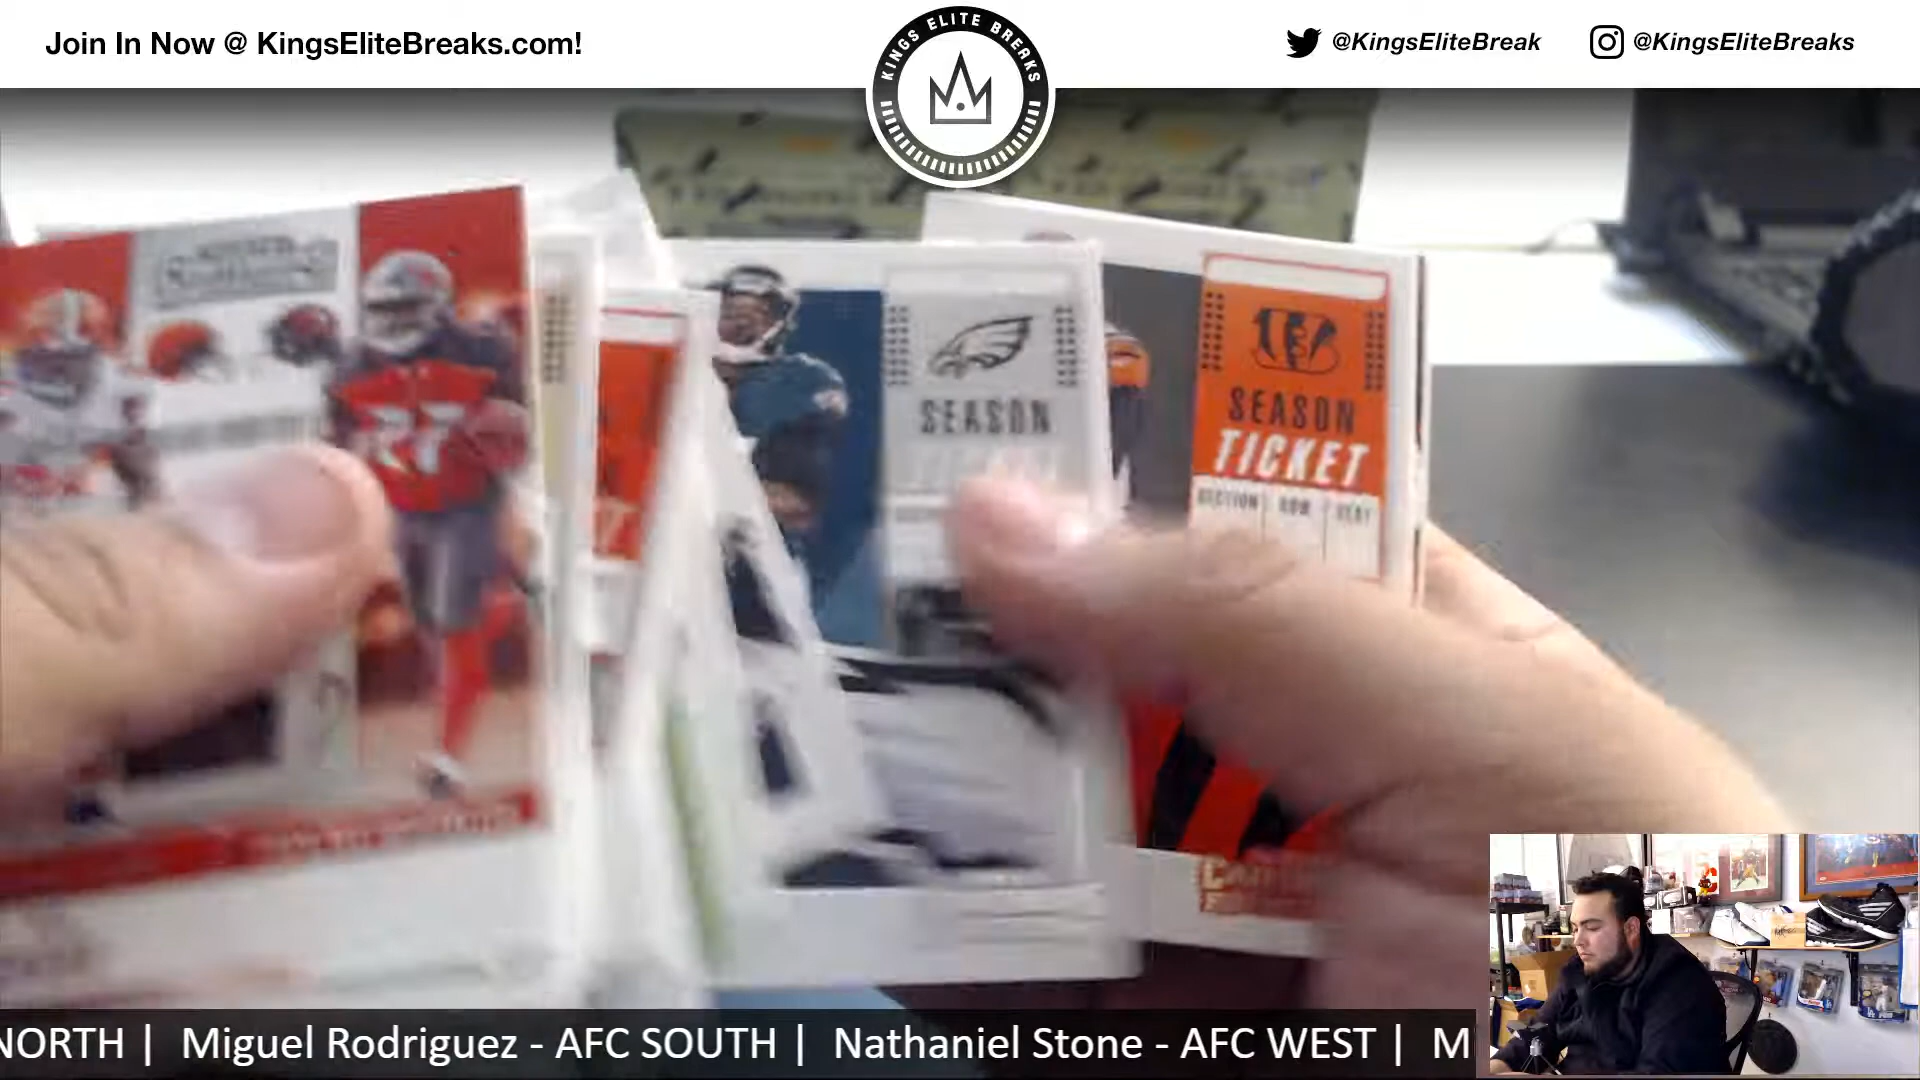 Join In Now @ KingsEliteBreaks.com!
KINGS ELITE BREAKS
@KingsEliteBreak
@KingsEliteBreaks
SEASON
SEASON
TICKET
SECTION ROW SEAT
NORTH | Miguel Rodriguez - AFC SOUTH | Nathaniel Stone - AFC WEST | M